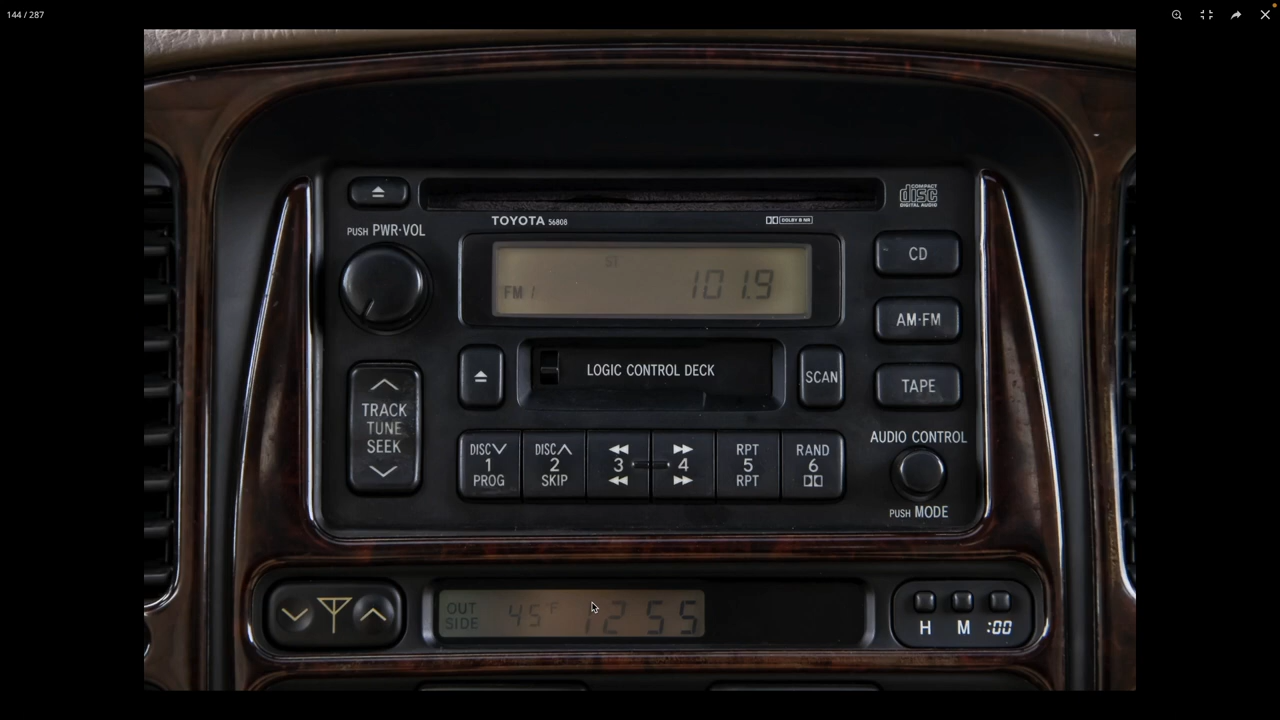 144 / 287
COMPACT
disc
DIGITAL AUDIO
TOYOTA 56808
DOLBY B NR
PUSH PWR·VOL
CD
ST
FM 1
101.9
AM·FM
LOGIC CONTROL DECK
SCAN
TAPE
TRACK
TUNE
SEEK
DISC
1
PROG
DISC
2
SKIP
3
4
RPT
5
RPT
RAND
6
AUDIO CONTROL
PUSH MODE
OUT
SIDE
45°F
12 55
H M :00